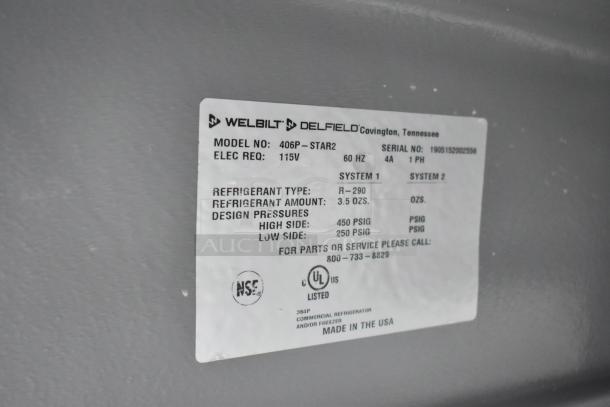 WELBILT DELFIELD Covington, Tennessee
MODEL NO: 406P-STAR2 SERIAL NO: 1905152002556
ELEC REQ: 115V 60 HZ 4A 1 PH
SYSTEM 1 SYSTEM 2
REFRIGERANT TYPE: R-290
REFRIGERANT AMOUNT: 3.5 OZS. OZS.
DESIGN PRESSURES
HIGH SIDE: 450 PSIG PSIG
LOW SIDE: 250 PSIG PSIG
FOR PARTS OR SERVICE PLEASE CALL:
800-733-8829
NSF
C UL US
LISTED
COMMERCIAL REFRIGERATOR
AND/OR FREEZER
MADE IN THE USA